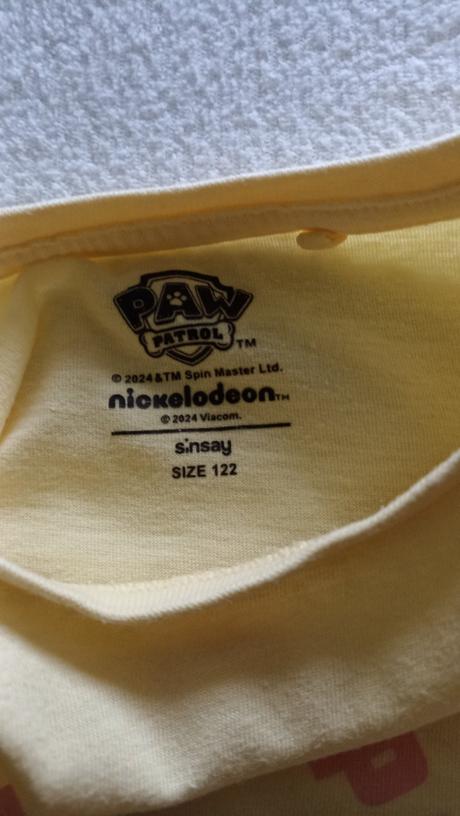 PAW
PATROL TM
© 2024 & TM Spin Master Ltd.
nickelodeon TM
© 2024 Viacom.
sinsay
SIZE 122